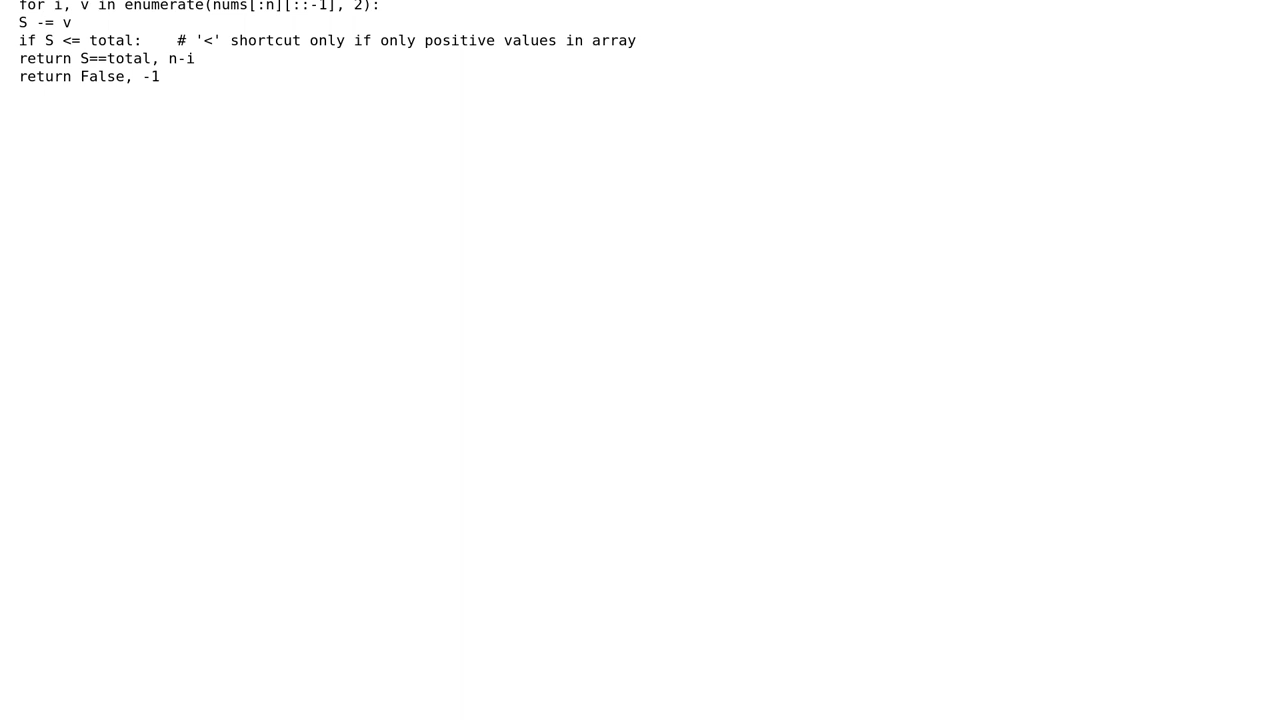 for i, v in enumerate(nums[:n][::-1], 2):
S -= v
if S <= total:    # '<' shortcut only if only positive values in array
return S==total, n-i
return False, -1